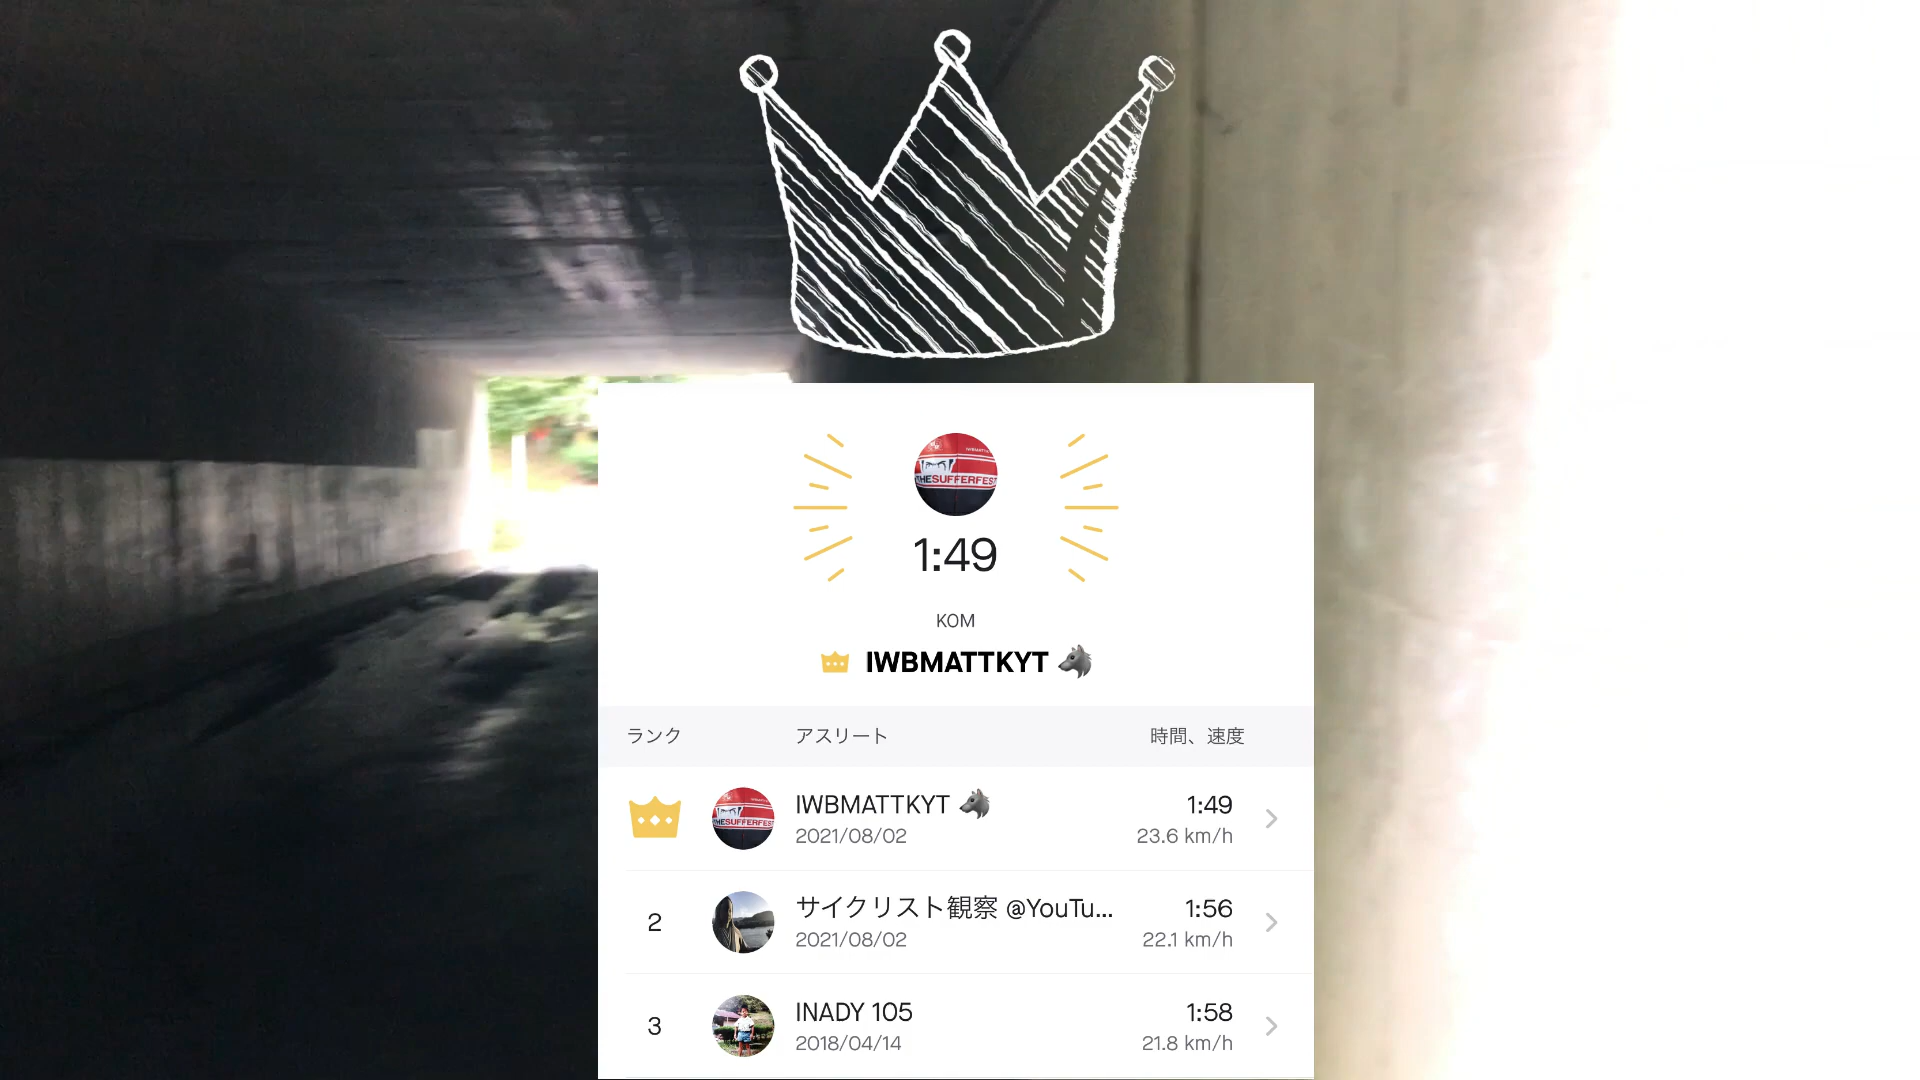 THESUFFERFES
1:49
KOM
IWBMATTKYT
ランク アスリート 時間、速度
THESUFFERFES
IWBMATTKYT 1:49
2021/08/02 23.6 km/h
2 サイクリスト観察 @YouTu... 1:56
2021/08/02 22.1 km/h
3 INADY 105 1:58
2018/04/14 21.8 km/h